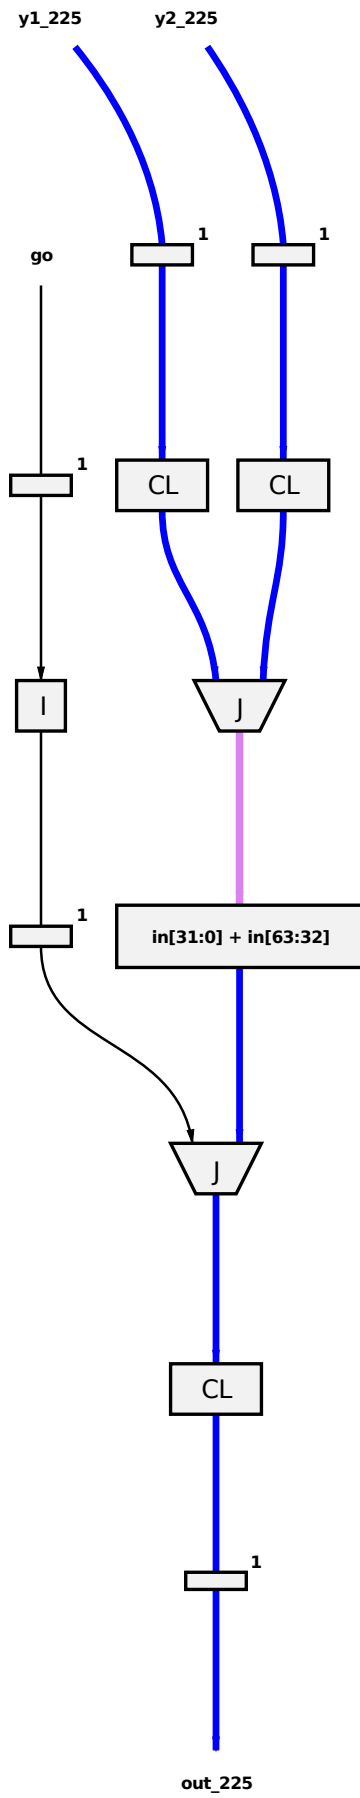 y1_225 y2_225
1 1
go
1
CL CL
I J
1
in[31:0] + in[63:32]
J
CL
1
out_225